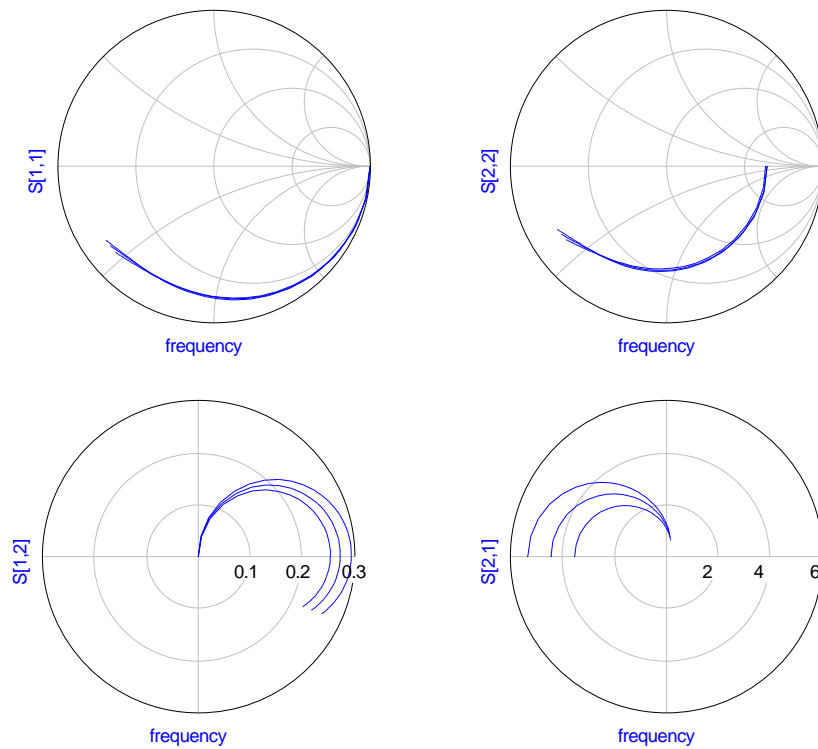 S[1,1]
frequency
S[2,2]
frequency
S[1,2]
0.1
0.2
0.3
frequency
S[2,1]
2
4
6
frequency